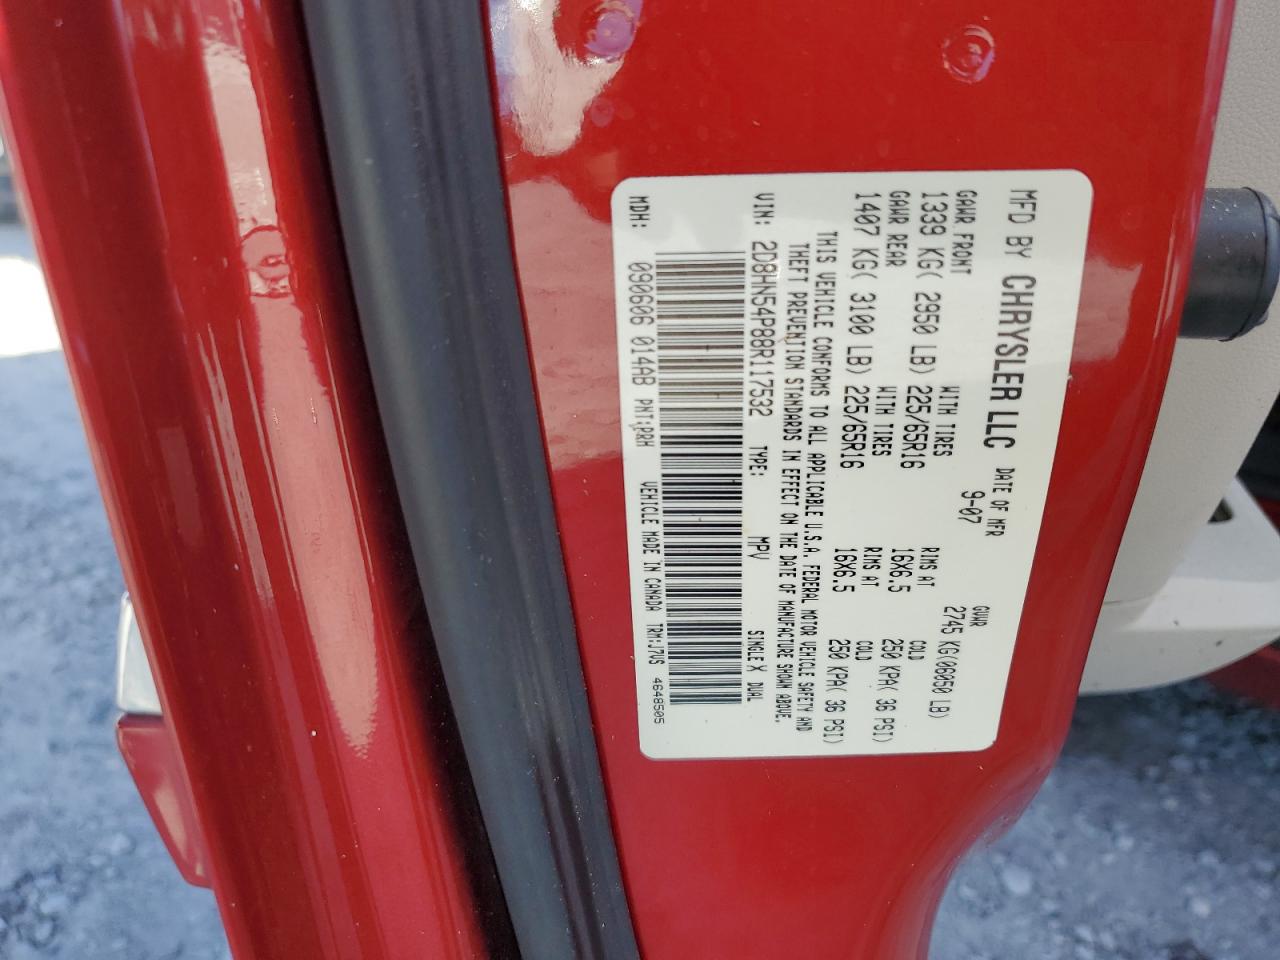 MFD BY CHRYSLER LLC DATE OF MFR 9-07 GVWR 2745 KG(06050 LB)
GAWR FRONT WITH TIRES RIMS AT COLD
1339 KG( 2950 LB) 225/65R16 16X6.5 250 KPA( 36 PSI)
GAWR REAR WITH TIRES RIMS AT COLD
1407 KG( 3100 LB) 225/65R16 16X6.5 250 KPA( 36 PSI)
THIS VEHICLE CONFORMS TO ALL APPLICABLE U.S.A. FEDERAL MOTOR VEHICLE SAFETY AND
THEFT PREVENTION STANDARDS IN EFFECT ON THE DATE OF MANUFACTURE SHOWN ABOVE.
VIN: 2D8HN54P88R117532 TYPE: MPV SINGLE X DUAL
MDH: 090606 014AB PNT:PRH VEHICLE MADE IN CANADA TRM:J7VS 4648505